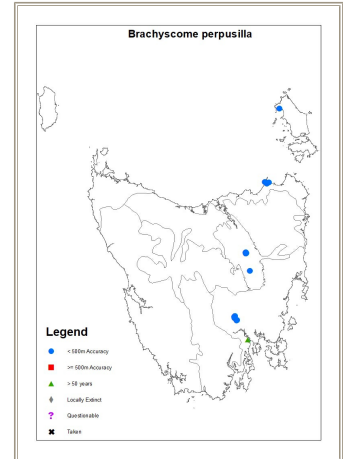 Brachyscome perpusilla
Legend
< 500m Accuracy
>= 500m Accuracy
> 50 years
Locally Extinct
Questionable
Taken